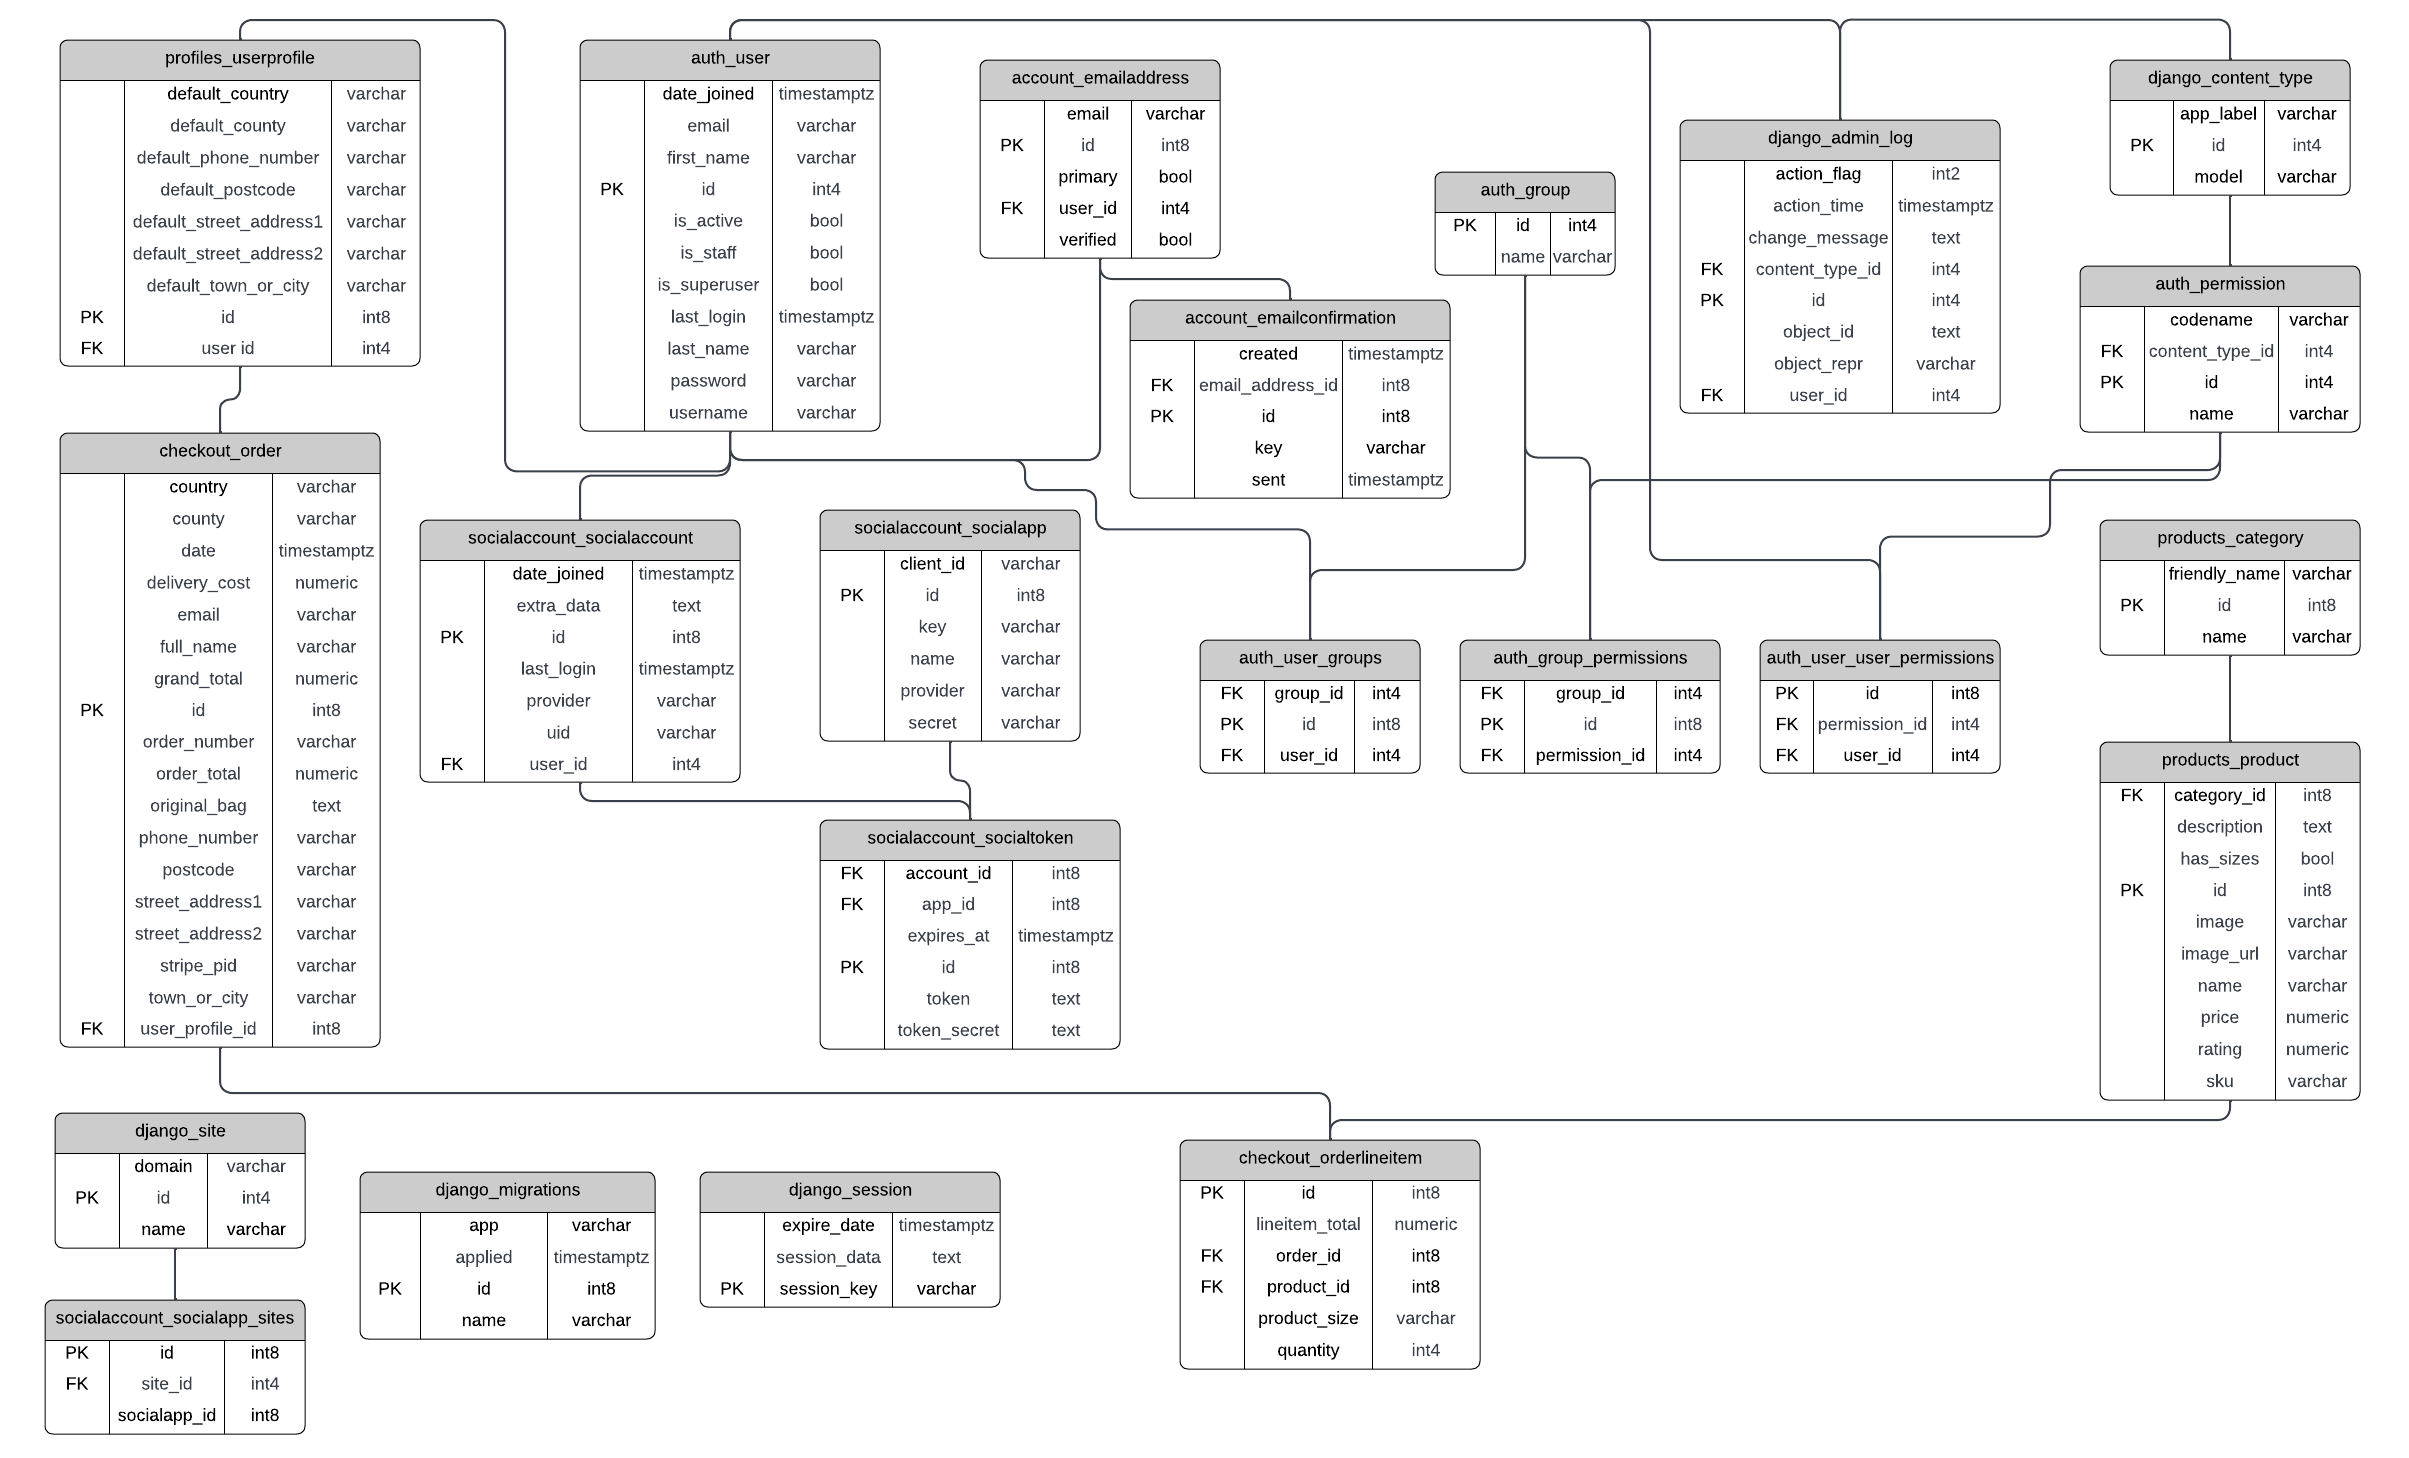 profiles_userprofile
default_country varchar
default_county varchar
default_phone_number varchar
default_postcode varchar
default_street_address1 varchar
default_street_address2 varchar
default_town_or_city varchar
PK id int8
FK user id int4
auth_user
date_joined timestamptz
email varchar
first_name varchar
PK id int4
is_active bool
is_staff bool
is_superuser bool
last_login timestamptz
last_name varchar
password varchar
username varchar
account_emailaddress
email varchar
PK id int8
primary bool
FK user_id int4
verified bool
auth_group
PK id int4
name varchar
django_admin_log
action_flag int2
action_time timestamptz
change_message text
FK content_type_id int4
PK id int4
object_id text
object_repr varchar
FK user_id int4
django_content_type
app_label varchar
PK id int4
model varchar
account_emailconfirmation
created timestamptz
FK email_address_id int8
PK id int8
key varchar
sent timestamptz
auth_permission
codename varchar
FK content_type_id int4
PK id int4
name varchar
checkout_order
country varchar
county varchar
date timestamptz
delivery_cost numeric
email varchar
full_name varchar
grand_total numeric
PK id int8
order_number varchar
order_total numeric
original_bag text
phone_number varchar
postcode varchar
street_address1 varchar
street_address2 varchar
stripe_pid varchar
town_or_city varchar
FK user_profile_id int8
socialaccount_socialaccount
date_joined timestamptz
extra_data text
PK id int8
last_login timestamptz
provider varchar
uid varchar
FK user_id int4
socialaccount_socialapp
client_id varchar
PK id int8
key varchar
name varchar
provider varchar
secret varchar
auth_user_groups
FK group_id int4
PK id int8
FK user_id int4
auth_group_permissions
FK group_id int4
PK id int8
FK permission_id int4
auth_user_user_permissions
PK id int8
FK permission_id int4
FK user_id int4
products_category
friendly_name varchar
PK id int8
name varchar
products_product
FK category_id int8
description text
has_sizes bool
PK id int8
image varchar
image_url varchar
name varchar
price numeric
rating numeric
sku varchar
socialaccount_socialtoken
FK account_id int8
FK app_id int8
expires_at timestamptz
PK id int8
token text
token_secret text
django_site
domain varchar
PK id int4
name varchar
django_migrations
app varchar
applied timestamptz
PK id int8
name varchar
django_session
expire_date timestamptz
session_data text
PK session_key varchar
checkout_orderlineitem
PK id int8
lineitem_total numeric
FK order_id int8
FK product_id int8
product_size varchar
quantity int4
socialaccount_socialapp_sites
PK id int8
FK site_id int4
socialapp_id int8